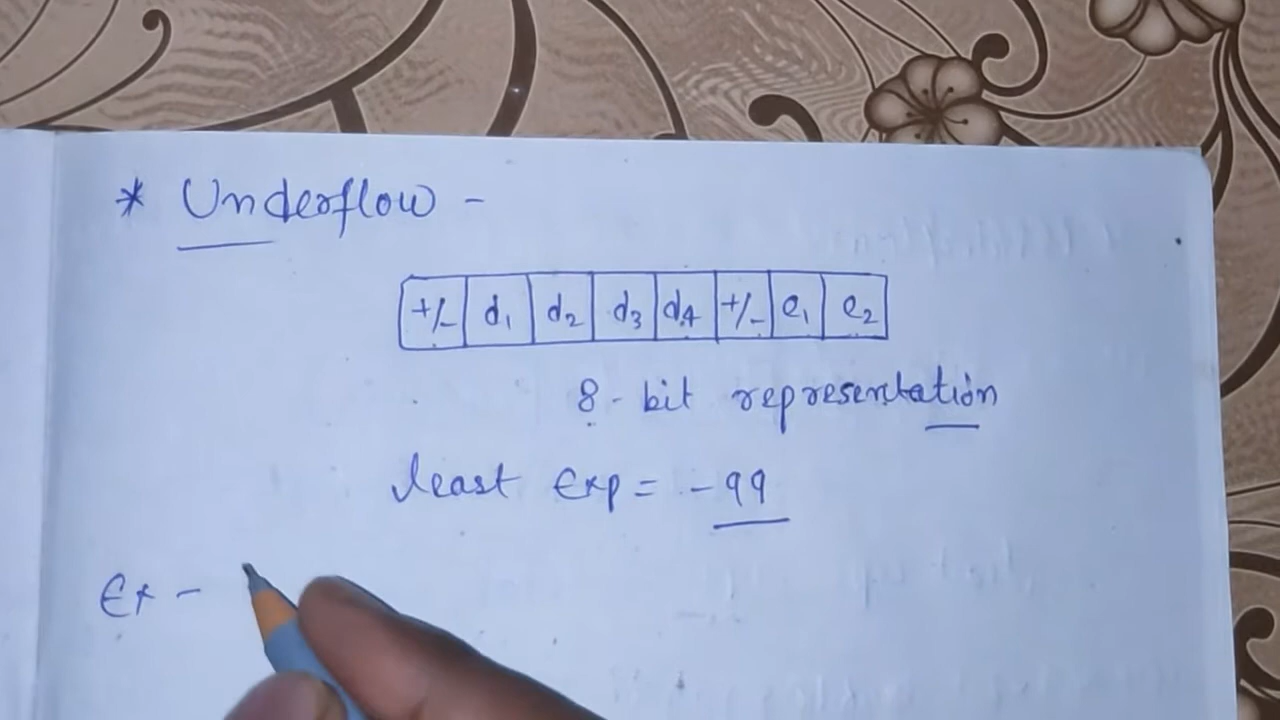 * Underflow -
+/- d1 d2 d3 d4 +/- e1 e2
8-bit representation
least Exp = -99
Ex -